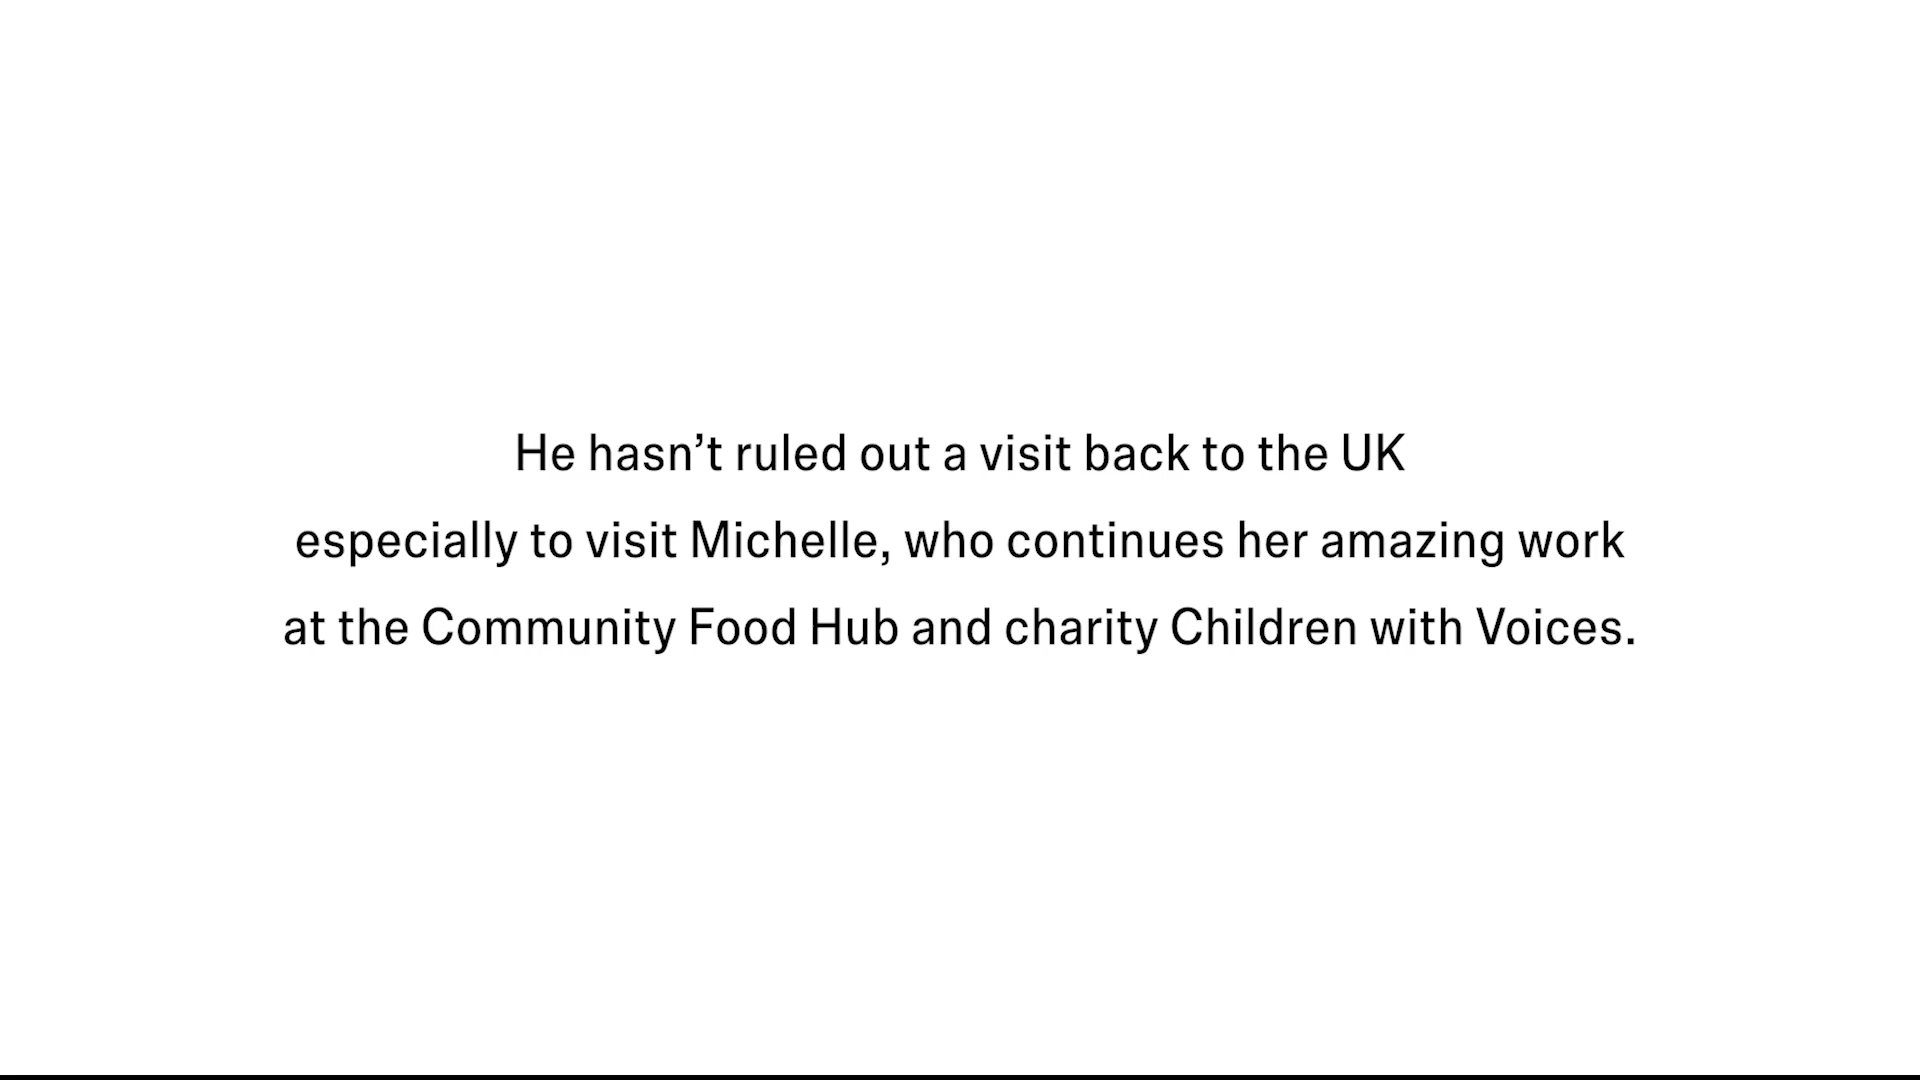 He hasn’t ruled out a visit back to the UK
especially to visit Michelle, who continues her amazing work
at the Community Food Hub and charity Children with Voices.